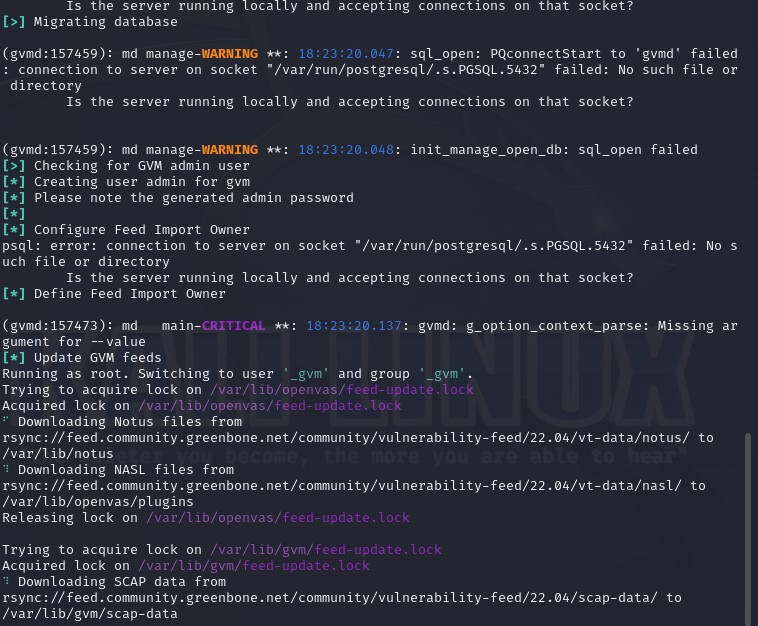 Is the server running locally and accepting connections on that socket?
[>] Migrating database
(gvmd:157459): md manage-WARNING **: 18:23:20.047: sql_open: PQconnectStart to 'gvmd' failed
: connection to server on socket "/var/run/postgresql/.s.PGSQL.5432" failed: No such file or
directory
Is the server running locally and accepting connections on that socket?
(gvmd:157459): md manage-WARNING **: 18:23:20.048: init_manage_open_db: sql_open failed
[>] Checking for GVM admin user
[*] Creating user admin for gvm
[*] Please note the generated admin password
[*]
[*] Configure Feed Import Owner
psql: error: connection to server on socket "/var/run/postgresql/.s.PGSQL.5432" failed: No s
uch file or directory
Is the server running locally and accepting connections on that socket?
[*] Define Feed Import Owner
(gvmd:157473): md   main-CRITICAL **: 18:23:20.137: gvmd: g_option_context_parse: Missing ar
gument for --value
[*] Update GVM feeds
Running as root. Switching to user '_gvm' and group '_gvm'.
Trying to acquire lock on /var/lib/openvas/feed-update.lock
Acquired lock on /var/lib/openvas/feed-update.lock
⠋ Downloading Notus files from
rsync://feed.community.greenbone.net/community/vulnerability-feed/22.04/vt-data/notus/ to
/var/lib/notus
⠹ Downloading NASL files from
rsync://feed.community.greenbone.net/community/vulnerability-feed/22.04/vt-data/nasl/ to
/var/lib/openvas/plugins
Releasing lock on /var/lib/openvas/feed-update.lock
Trying to acquire lock on /var/lib/gvm/feed-update.lock
Acquired lock on /var/lib/gvm/feed-update.lock
⠹ Downloading SCAP data from
rsync://feed.community.greenbone.net/community/vulnerability-feed/22.04/scap-data/ to
/var/lib/gvm/scap-data
LINUX
you become, the more you are able to hear"